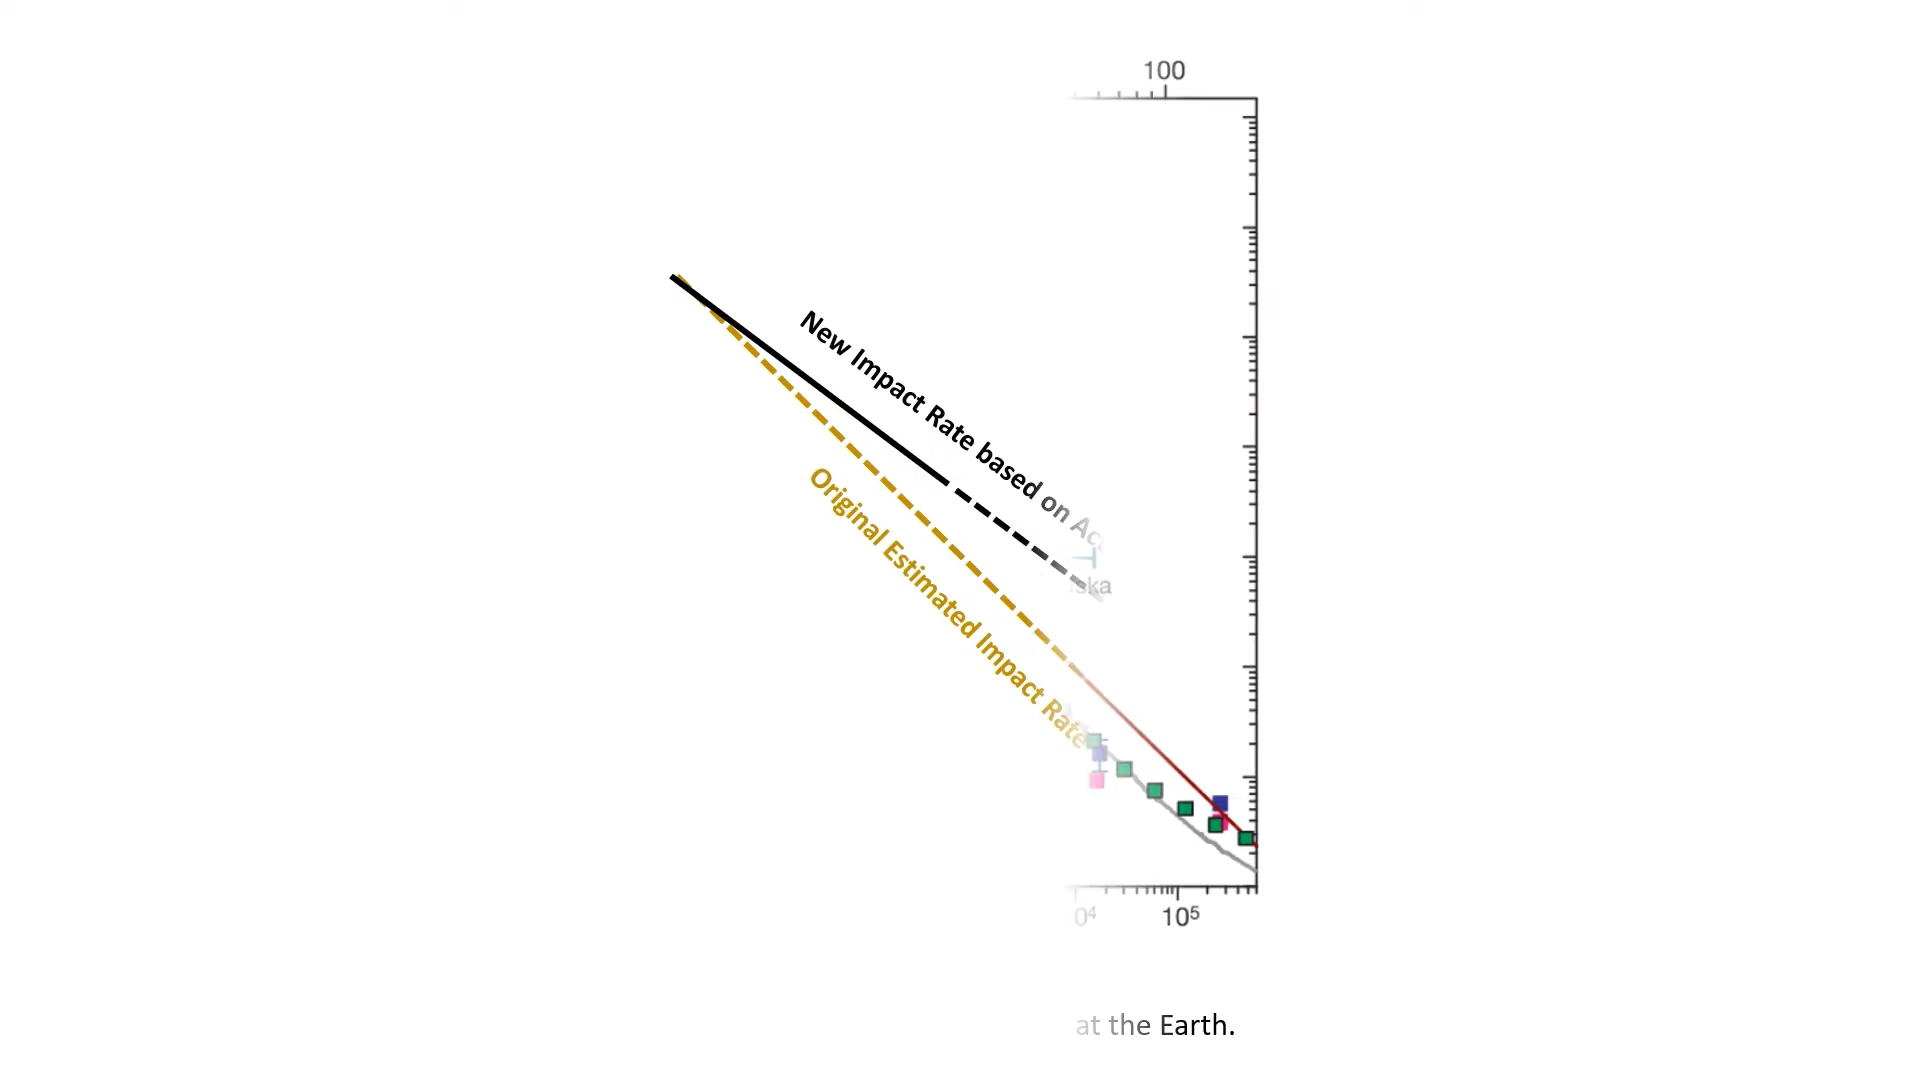 100
New Impact Rate based on
Original Estimated Impact Rate
10⁵
at the Earth.